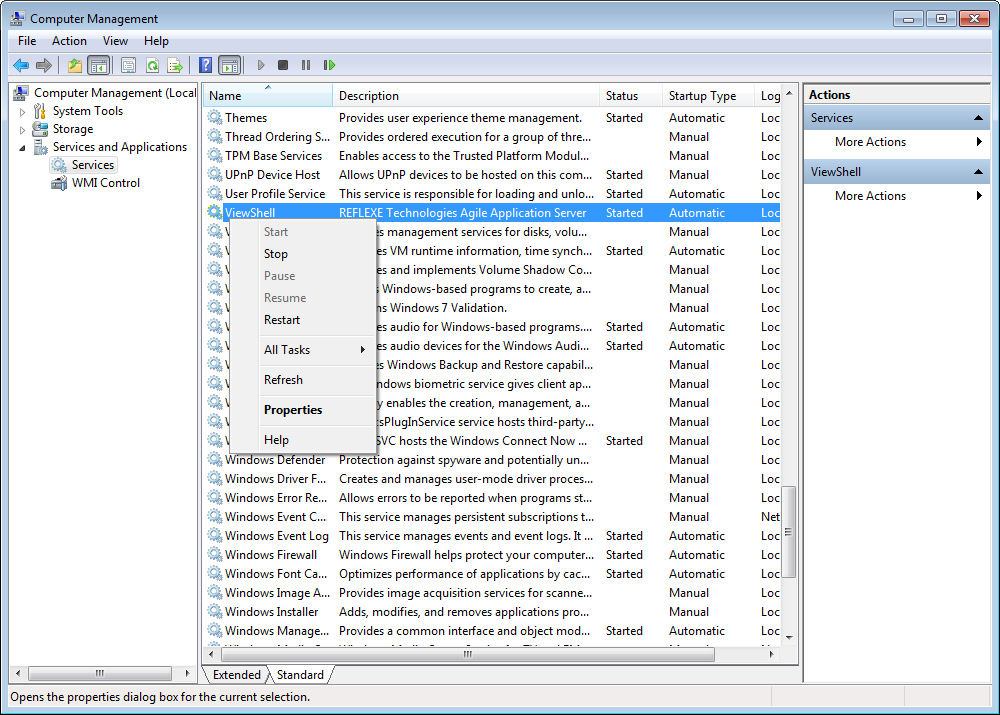 Computer Management
File Action View Help
Computer Management (Local
System Tools
Storage
Services and Applications
Services
WMI Control
Name Description Status Startup Type Log
Themes Provides user experience theme management. Started Automatic Loc
Thread Ordering S... Provides ordered execution for a group of thre... Manual Loc
TPM Base Services Enables access to the Trusted Platform Modul... Manual Loc
UPnP Device Host Allows UPnP devices to be hosted on this com... Started Manual Loc
User Profile Service This service is responsible for loading and unlo... Started Automatic Loc
ViewShell REFLEXE Technologies Agile Application Server Started Automatic Loc
s management services for disks, volu... Manual Loc
es VM runtime information, time synch... Started Automatic Loc
es and implements Volume Shadow Co... Manual Loc
s Windows-based programs to create, a... Manual Loc
ns Windows 7 Validation. Manual Loc
es audio for Windows-based programs.... Started Automatic Loc
es audio devices for the Windows Audi... Started Automatic Loc
es Windows Backup and Restore capabil... Manual Loc
ndows biometric service gives client ap... Manual Loc
y enables the creation, management, a... Manual Loc
sPlugInService service hosts third-party... Manual Loc
SVC hosts the Windows Connect Now ... Started Manual Loc
Windows Defender Protection against spyware and potentially un... Manual Loc
Windows Driver F... Creates and manages user-mode driver proces... Manual Loc
Windows Error Re... Allows errors to be reported when programs st... Manual Loc
Windows Event C... This service manages persistent subscriptions t... Manual Net
Windows Event Log This service manages events and event logs. It ... Started Automatic Loc
Windows Firewall Windows Firewall helps protect your computer... Started Automatic Loc
Windows Font Ca... Optimizes performance of applications by cac... Started Automatic Loc
Windows Image A... Provides image acquisition services for scanne... Manual Loc
Windows Installer Adds, modifies, and removes applications pro... Manual Loc
Windows Manage... Provides a common interface and object mod... Started Automatic Loc
Start
Stop
Pause
Resume
Restart
All Tasks
Refresh
Properties
Help
Extended Standard
Actions
Services
More Actions
ViewShell
More Actions
Opens the properties dialog box for the current selection.